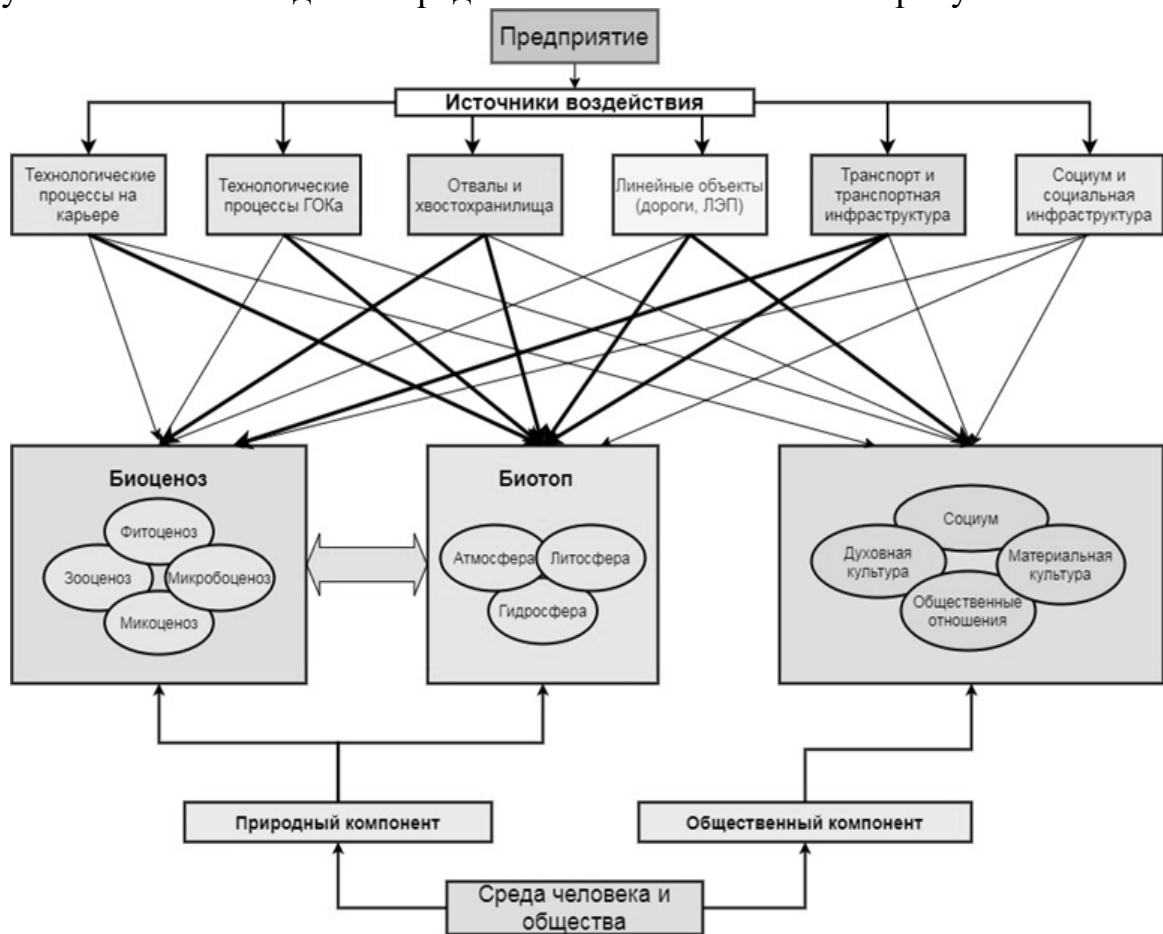 Предприятие
Источники воздействия
Технологические
процессы на
карьере
Технологические
процессы ГОКа
Отвалы и
хвостохранилища
Линейные объекты
(дороги, ЛЭП)
Транспорт и
транспортная
инфраструктура
Социум и
социальная
инфраструктура
Биоценоз
Фитоценоз
Зооценоз
Микробоценоз
Микоценоз
Биотоп
Атмосфера
Литосфера
Гидросфера
Социум
Духовная
культура
Материальная
культура
Общественные
отношения
Природный компонент
Общественный компонент
Среда человека и
общества